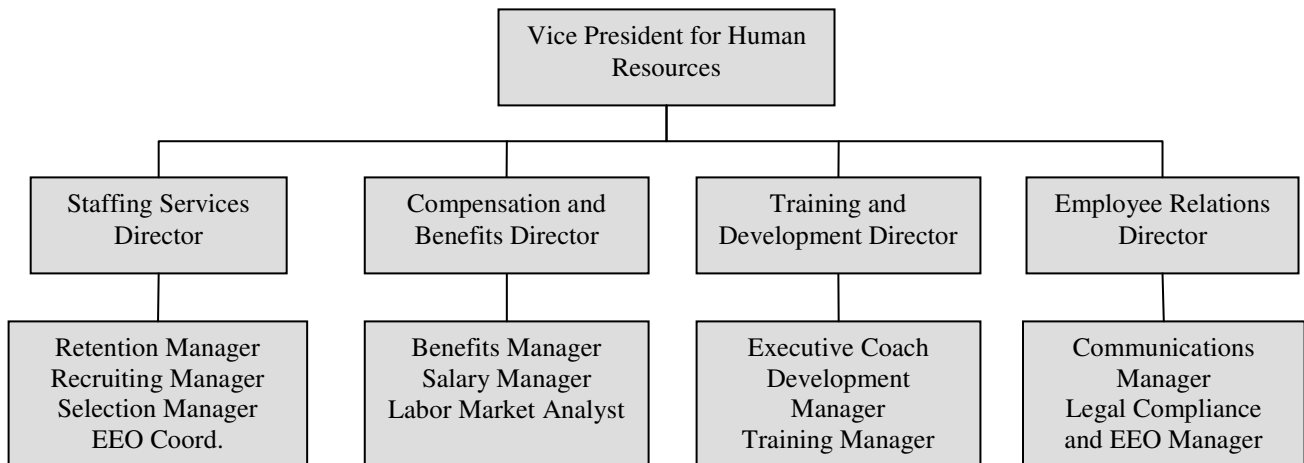 Vice President for Human
Resources
Staffing Services
Director
Compensation and
Benefits Director
Training and
Development Director
Employee Relations
Director
Retention Manager
Recruiting Manager
Selection Manager
EEO Coord.
Benefits Manager
Salary Manager
Labor Market Analyst
Executive Coach
Development
Manager
Training Manager
Communications
Manager
Legal Compliance
and EEO Manager